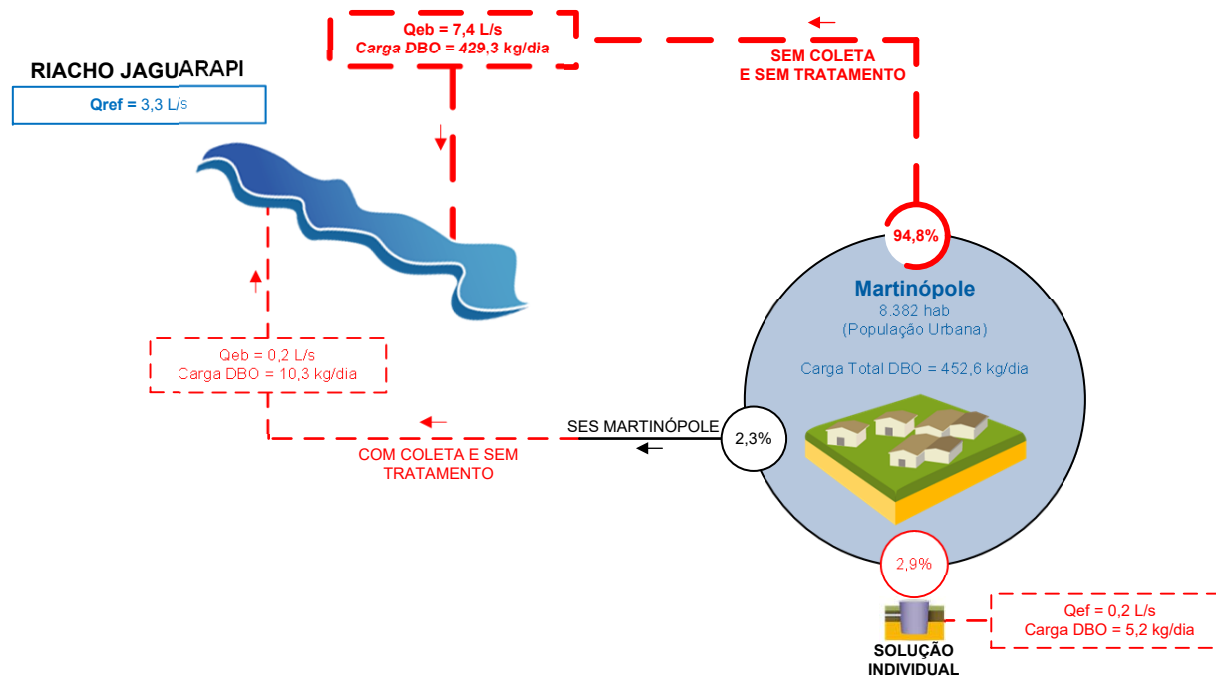 Qeb = 7,4 L/s
Carga DBO = 429,3 kg/dia
SEM COLETA
E SEM TRATAMENTO
RIACHO JAGUARAPI
Qref = 3,3 L/s
94,8%
Martinópole
8.382 hab
(População Urbana)
Carga Total DBO = 452,6 kg/dia
Qeb = 0,2 L/s
Carga DBO = 10,3 kg/dia
SES MARTINÓPOLE
2,3%
COM COLETA E SEM
TRATAMENTO
2,9%
Qef = 0,2 L/s
Carga DBO = 5,2 kg/dia
SOLUÇÃO
INDIVIDUAL